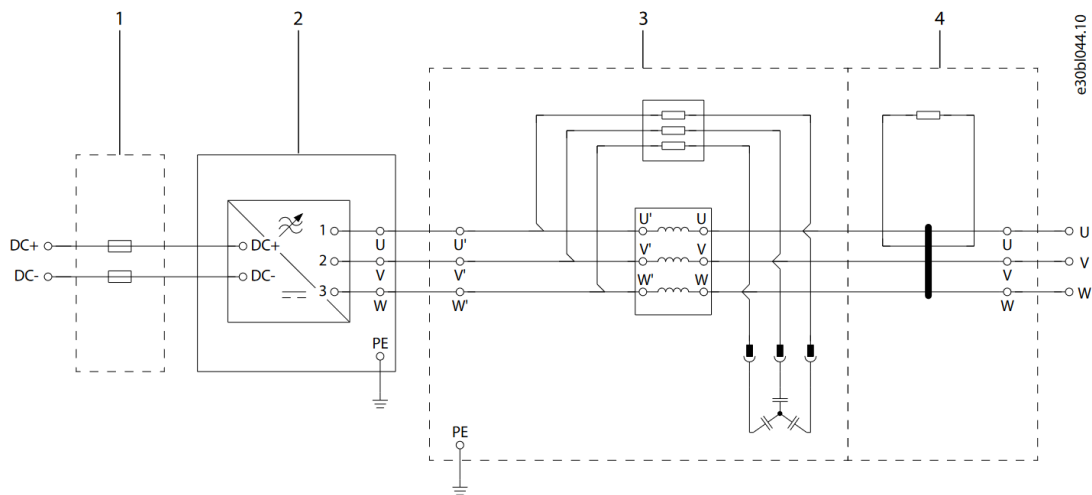 1
2
3
4
e30bl044.10
DC+
DC-
DC+
DC-
1
2
3
U
V
W
U'
V'
W'
U'
V'
W'
U
V
W
U
V
W
U
V
W
PE
PE